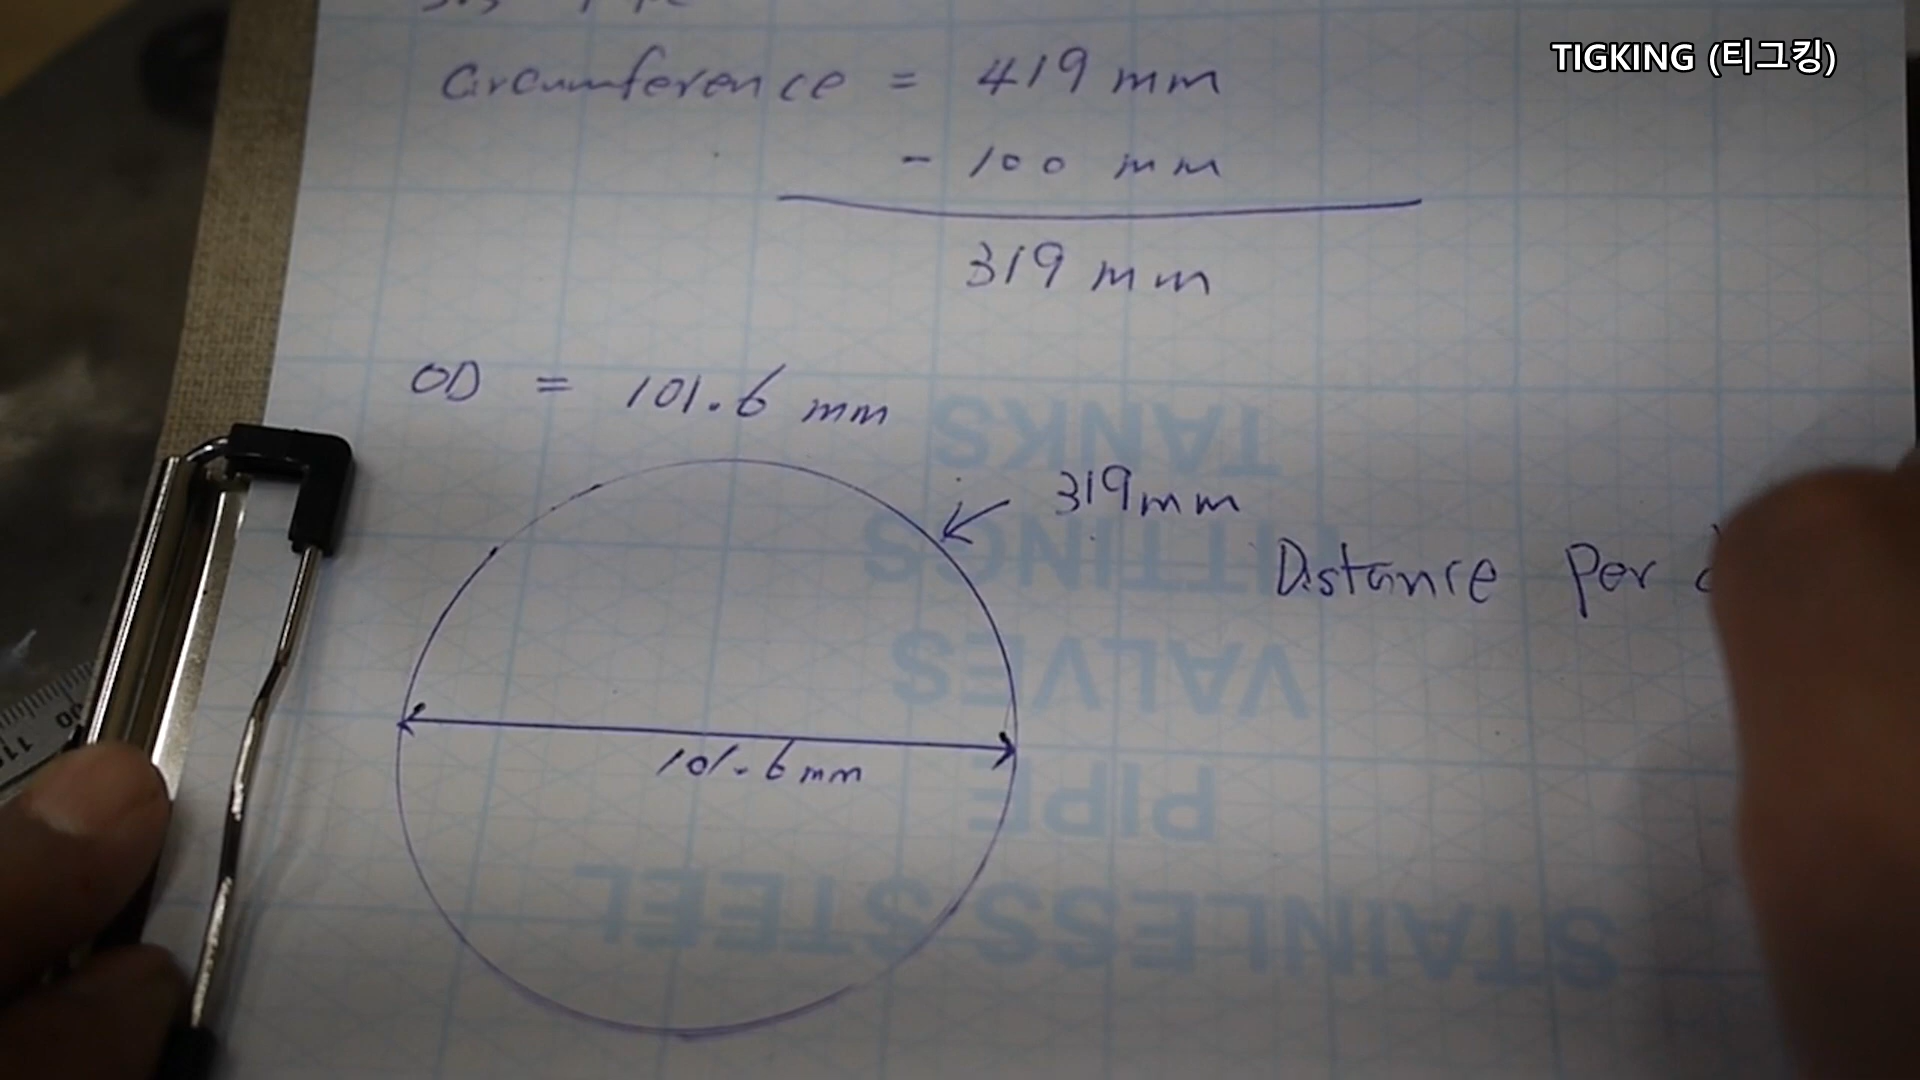 TIGKING (티그킹)
Circumference = 419 mm
- 100 mm
319 mm
OD = 101.6 mm
319mm
Distance Per
101.6mm
TANKS
FITTINGS
VALVES
PIPE
STAINLESS STEEL